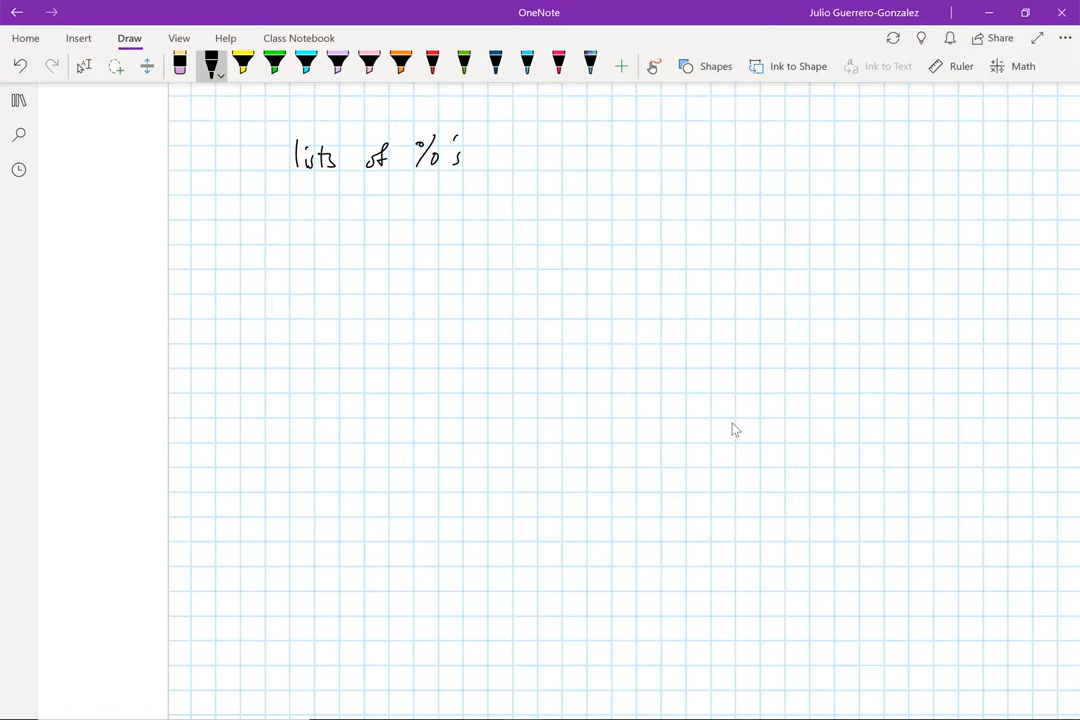 OneNote
Julio Guerrero-Gonzalez
Home Insert Draw View Help Class Notebook
Share
Shapes Ink to Shape Ink to Text Ruler Math
lists of %'s